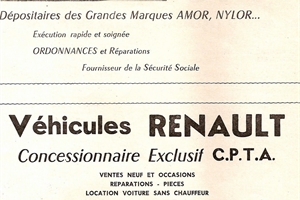 Dépositaires des Grandes Marques AMOR, NYLOR...
Exécution rapide et soignée
ORDONNANCES et Réparations
Fournisseur de la Sécurité Sociale
Véhicules RENAULT
Concessionnaire Exclusif C.P.T.A.
VENTES NEUF ET OCCASIONS
REPARATIONS - PIECES
LOCATION VOITURE SANS CHAUFFEUR